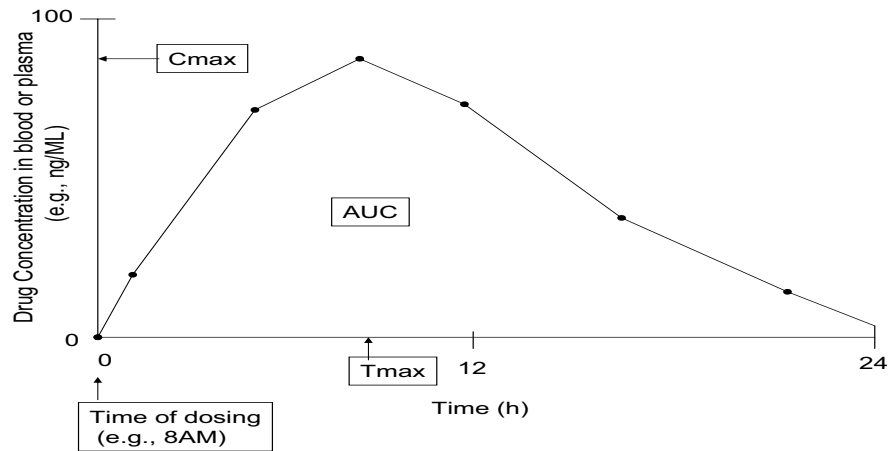 100
Cmax
Drug Concentration in blood or plasma
(e.g., ng/ML)
AUC
0
0
12
24
Tmax
Time (h)
Time of dosing
(e.g., 8AM)